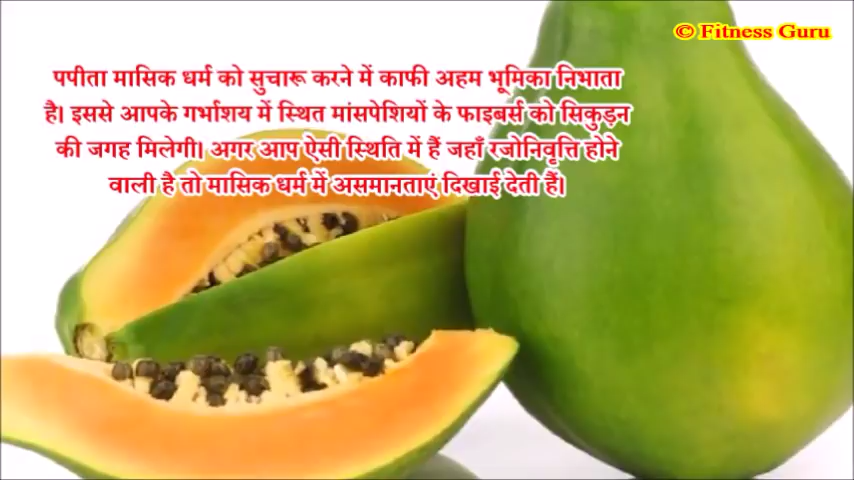 © Fitness Guru
पपीता मासिक धर्म को सुचारू करने में काफी अहम भूमिका निभाता
है। इससे आपके गर्भाशय में स्थित मांसपेशियों के फाइबर्स को सिकुड़न
की जगह मिलेगी। अगर आप ऐसी स्थिति में हैं जहाँ रजोनिवृत्ति होने
वाली है तो मासिक धर्म में असमानताएं दिखाई देती हैं।